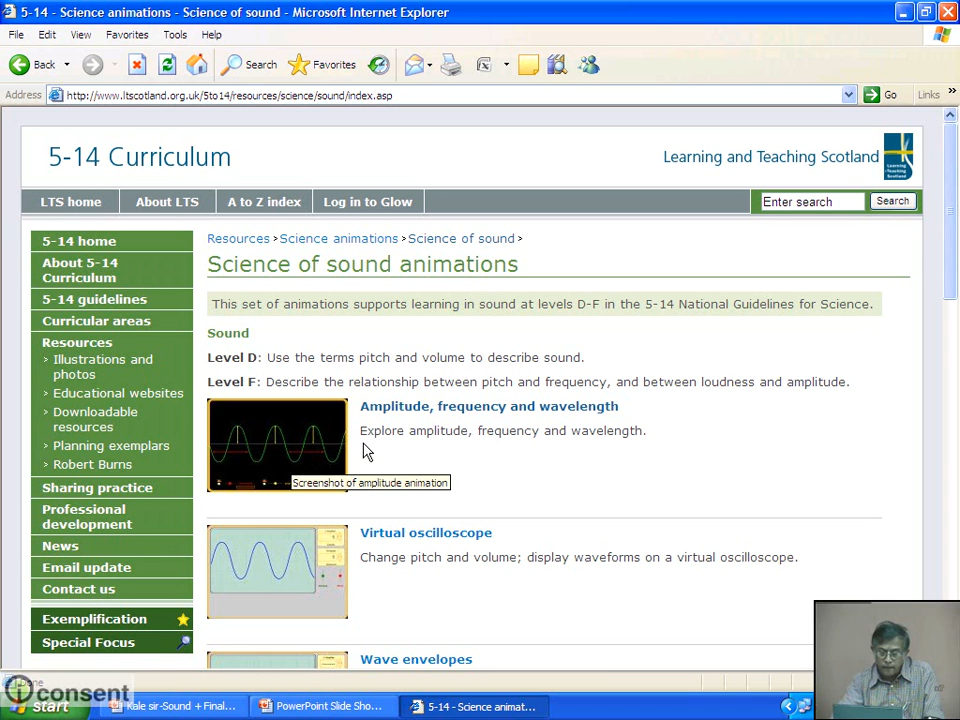 5-14 - Science animations - Science of sound - Microsoft Internet Explorer
File Edit View Favorites Tools Help
Back Search Favorites
Address http://www.ltscotland.org.uk/5to14/resources/science/sound/index.asp Go Links »
5-14 Curriculum
Learning and Teaching Scotland
LTS home About LTS A to Z index Log in to Glow Enter search Search
Resources > Science animations > Science of sound >
Science of sound animations
This set of animations supports learning in sound at levels D-F in the 5-14 National Guidelines for Science.
5-14 home
About 5-14
Curriculum
5-14 guidelines
Curricular areas
Resources
> Illustrations and
photos
> Educational websites
> Downloadable
resources
> Planning exemplars
> Robert Burns
Sharing practice
Professional
development
News
Email update
Contact us
Exemplification
Special Focus
Sound
Level D: Use the terms pitch and volume to describe sound.
Level F: Describe the relationship between pitch and frequency, and between loudness and amplitude.
Amplitude, frequency and wavelength
Explore amplitude, frequency and wavelength.
Screenshot of amplitude animation
Virtual oscilloscope
Change pitch and volume; display waveforms on a virtual oscilloscope.
Wave envelopes
Done
consent
start Kale sir-Sound + Final... PowerPoint Slide Sho... 5-14 - Science animat...